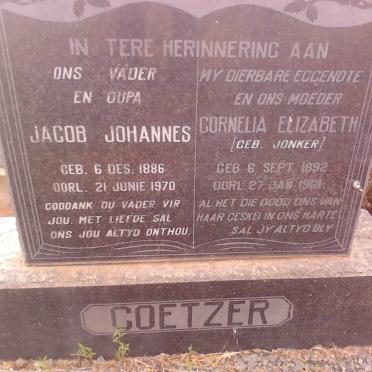 IN TERE HERINNERING AAN
ONS VADER
EN OUPA
JACOB JOHANNES
GEB. 6 DES. 1886
OORL. 21 JUNIE 1970
GODDANK OU VADER VIR
JOU. MET LIEFDE SAL
ONS JOU ALTYD ONTHOU
MY DIERBARE EGGENOTE
EN ONS MOEDER
CORNELIA ELIZABETH
[GEB. JONKER]
GEB 6 SEPT. 1892
OORL 27 JAN.
AL HET DIE DOOD ONS VAN
HAAR GESKEI IN ONS HARTE
SAL JY ALTYD BLY
COETZER